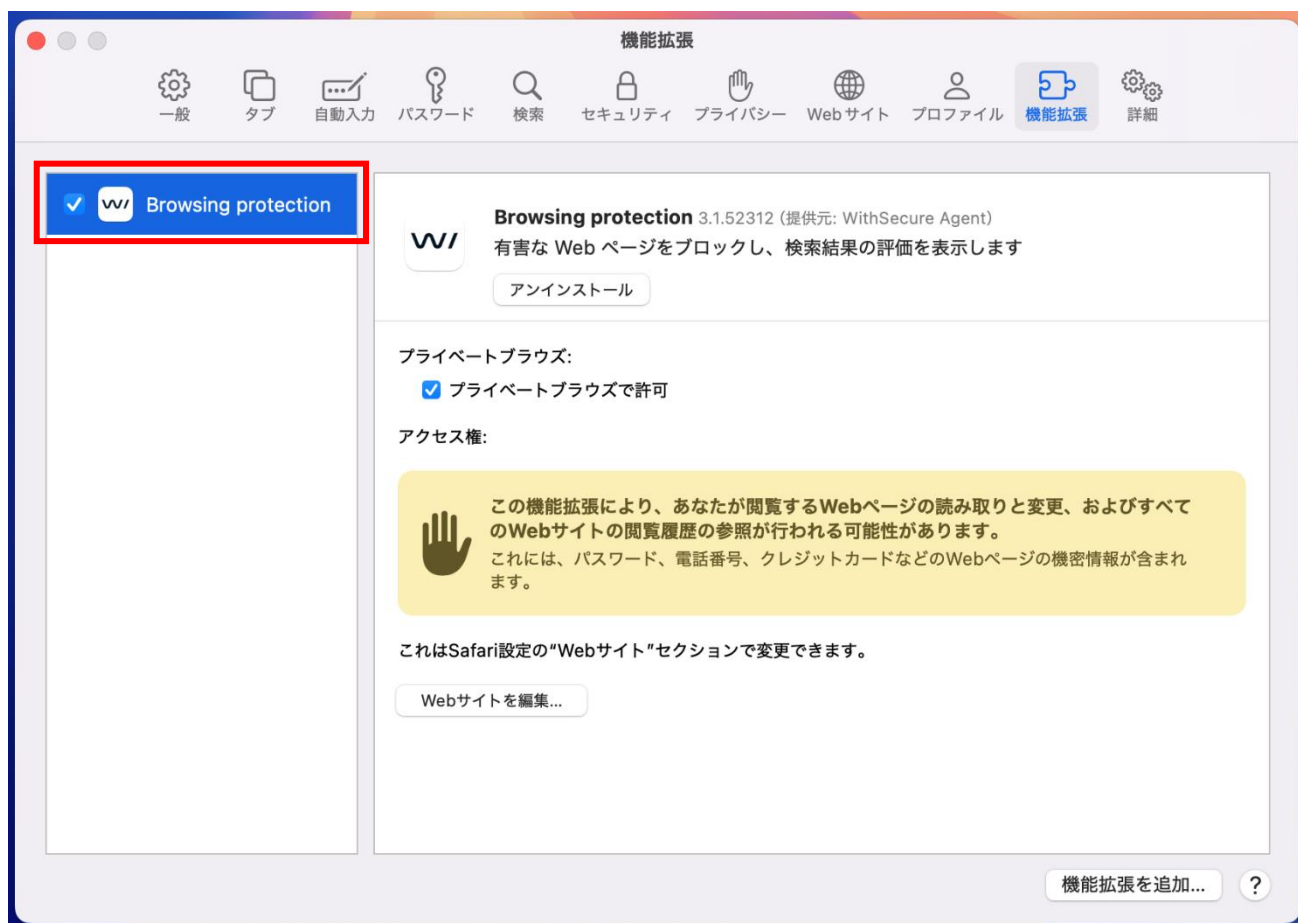 機能拡張
一般 タブ 自動入力 パスワード 検索 セキュリティ プライバシー Webサイト プロファイル 機能拡張 詳細
Browsing protection
Browsing protection 3.1.52312 (提供元: WithSecure Agent)
有害な Web ページをブロックし、検索結果の評価を表示します
アンインストール
プライベートブラウズ:
プライベートブラウズで許可
アクセス権:
この機能拡張により、あなたが閲覧するWebページの読み取りと変更、およびすべて
のWebサイトの閲覧履歴の参照が行われる可能性があります。
これには、パスワード、電話番号、クレジットカードなどのWebページの機密情報が含まれ
ます。
これはSafari設定の“Webサイト”セクションで変更できます。
Webサイトを編集...
機能拡張を追加... ?